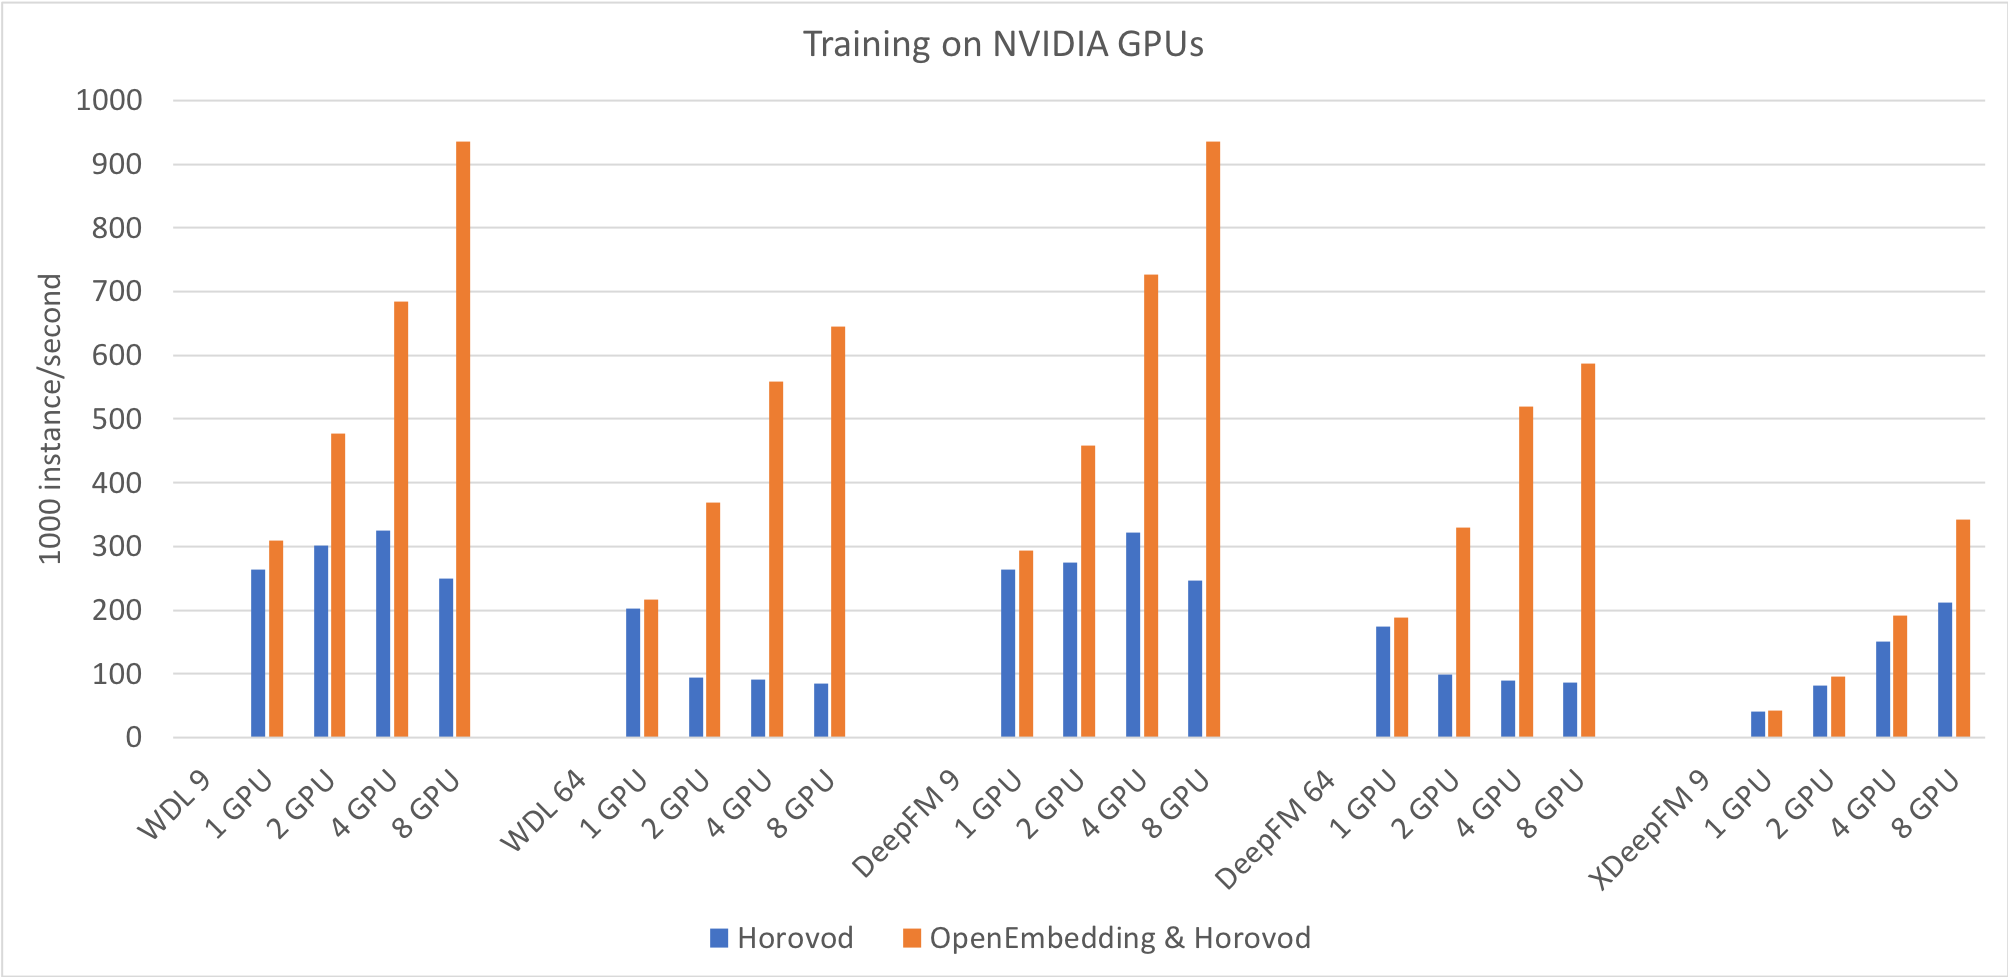 Training on NVIDIA GPUs
1000 instance/second
1000
900
800
700
600
500
400
300
200
100
0
WDL 9
1 GPU
2 GPU
4 GPU
8 GPU
WDL 64
1 GPU
2 GPU
4 GPU
8 GPU
DeepFM 9
1 GPU
2 GPU
4 GPU
8 GPU
DeepFM 64
1 GPU
2 GPU
4 GPU
8 GPU
XDeepFM 9
1 GPU
2 GPU
4 GPU
8 GPU
Horovod
OpenEmbedding & Horovod